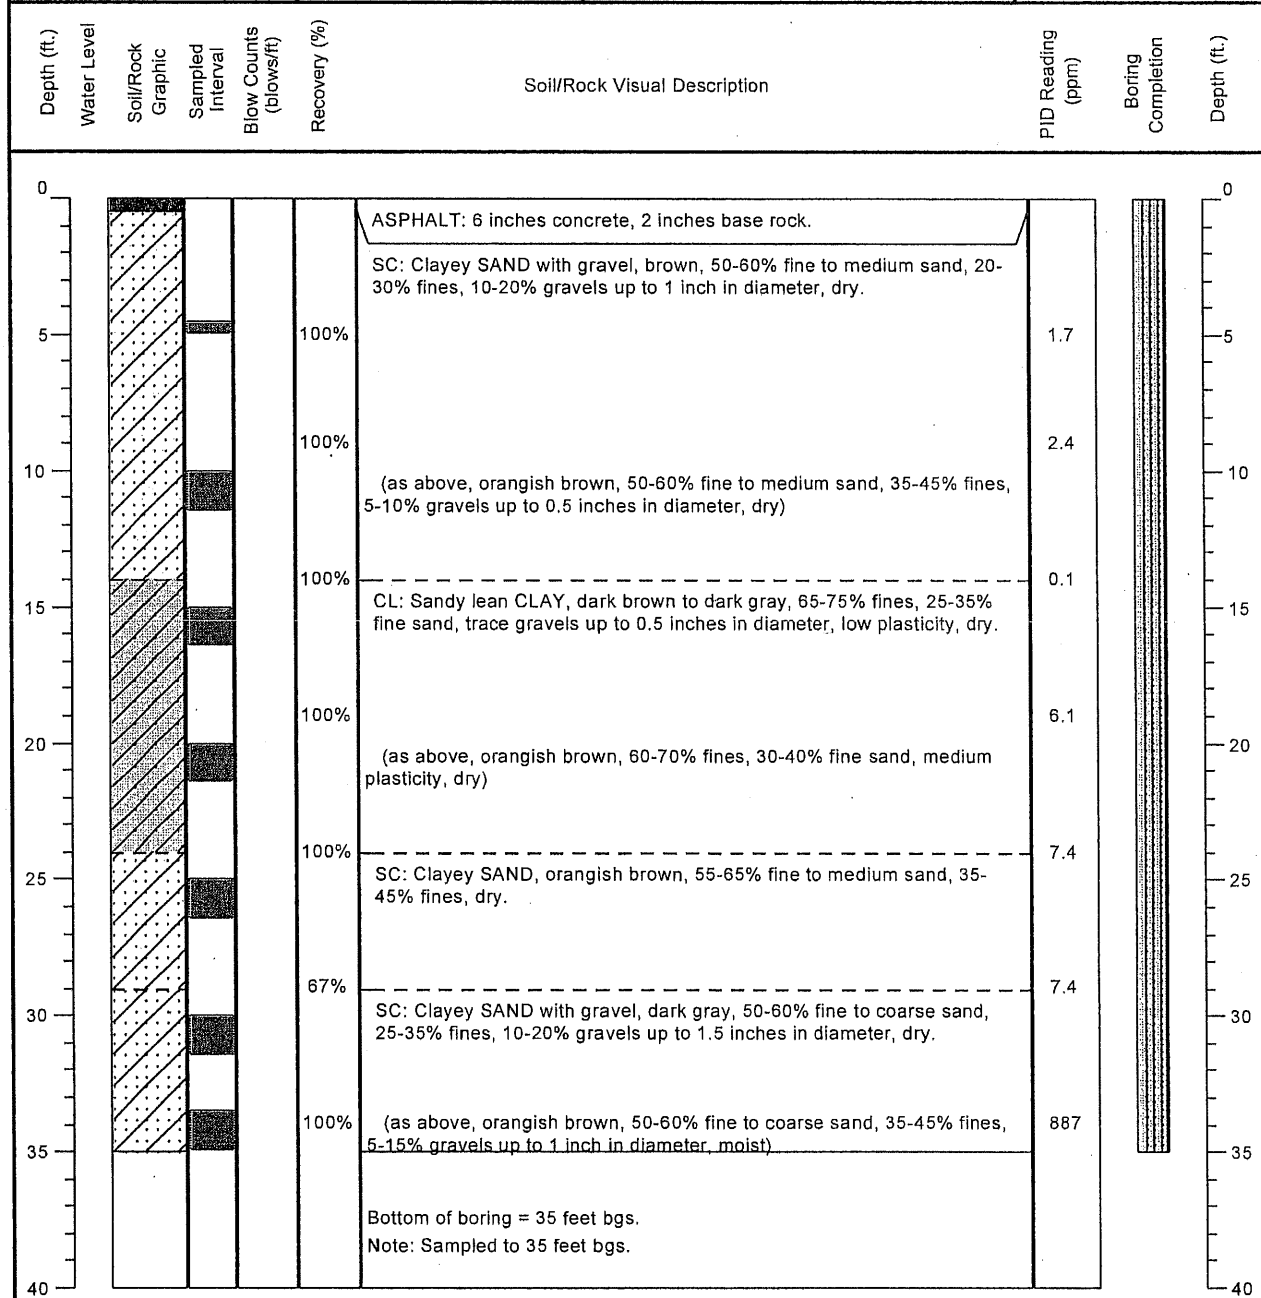 Depth (ft.)
Water Level
Soil/Rock
Graphic
Sampled
Interval
Blow Counts
(blows/ft)
Recovery (%)
Soil/Rock Visual Description
PID Reading
(ppm)
Boring
Completion
Depth (ft.)
0
0
ASPHALT: 6 inches concrete, 2 inches base rock.
SC: Clayey SAND with gravel, brown, 50-60% fine to medium sand, 20-
30% fines, 10-20% gravels up to 1 inch in diameter, dry.
5
100%
1.7
5
100%
2.4
10
10
(as above, orangish brown, 50-60% fine to medium sand, 35-45% fines,
5-10% gravels up to 0.5 inches in diameter, dry)
100%
0.1
CL: Sandy lean CLAY, dark brown to dark gray, 65-75% fines, 25-35%
15
15
fine sand, trace gravels up to 0.5 inches in diameter, low plasticity, dry.
100%
6.1
20
20
(as above, orangish brown, 60-70% fines, 30-40% fine sand, medium
plasticity, dry)
100%
7.4
SC: Clayey SAND, orangish brown, 55-65% fine to medium sand, 35-
25
25
45% fines, dry.
67%
7.4
SC: Clayey SAND with gravel, dark gray, 50-60% fine to coarse sand,
30
30
25-35% fines, 10-20% gravels up to 1.5 inches in diameter, dry.
100%
(as above, orangish brown, 50-60% fine to coarse sand, 35-45% fines,
887
5-15% gravels up to 1 inch in diameter, moist)
35
35
Bottom of boring = 35 feet bgs.
Note: Sampled to 35 feet bgs.
40
40